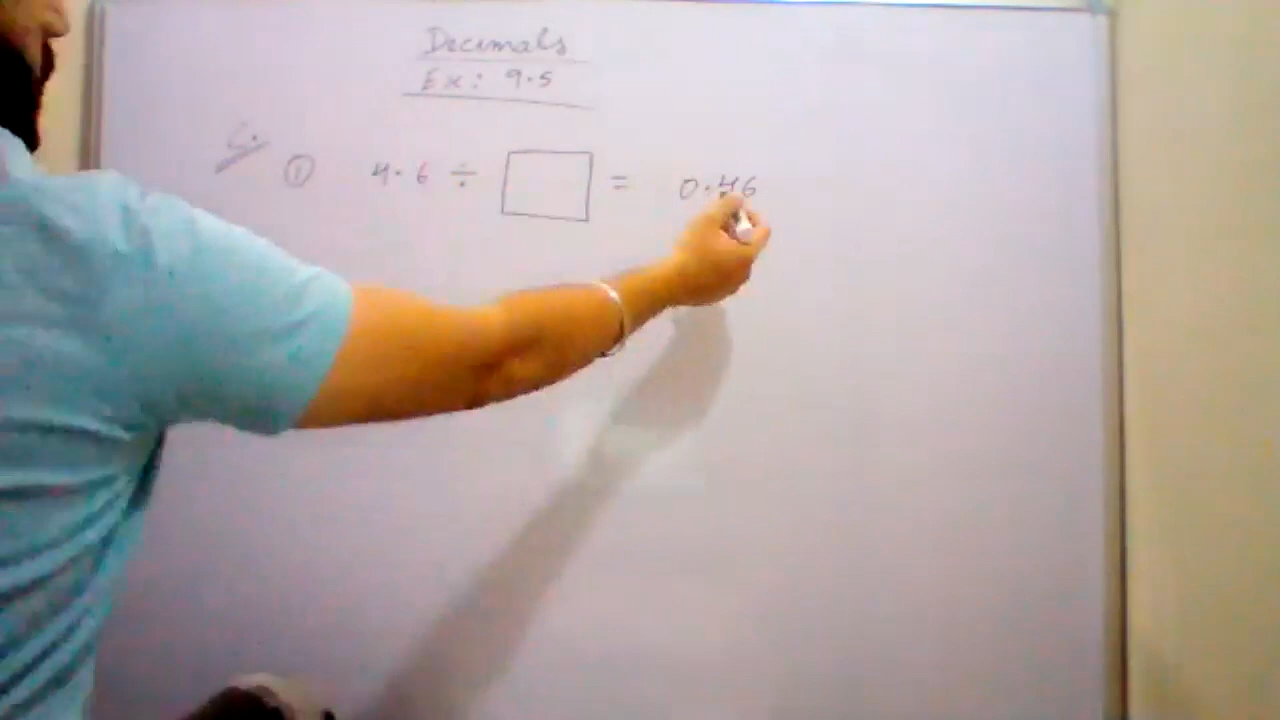 Decimals
Ex: 9.5
C.
① 4.6 ÷ □ = 0.46